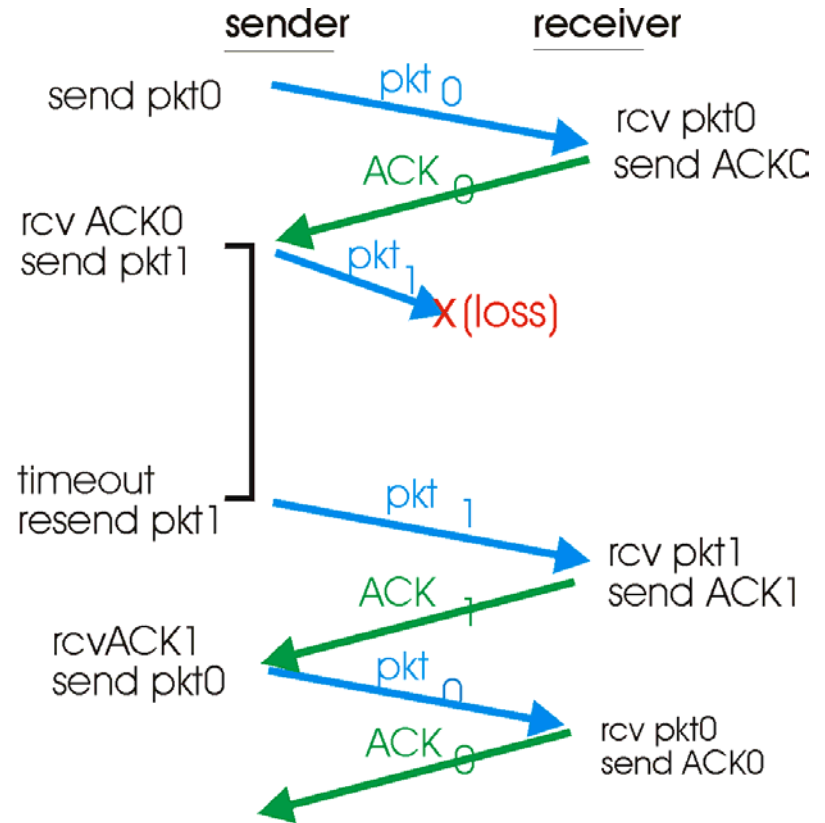 sender receiver
send pkt0
pkt 0
rcv pkt0
send ACK0
ACK 0
rcv ACK0
send pkt1
pkt 1
X (loss)
timeout
resend pkt1
pkt 1
rcv pkt1
send ACK1
ACK 1
rcvACK1
send pkt0
pkt 0
rcv pkt0
send ACK0
ACK 0